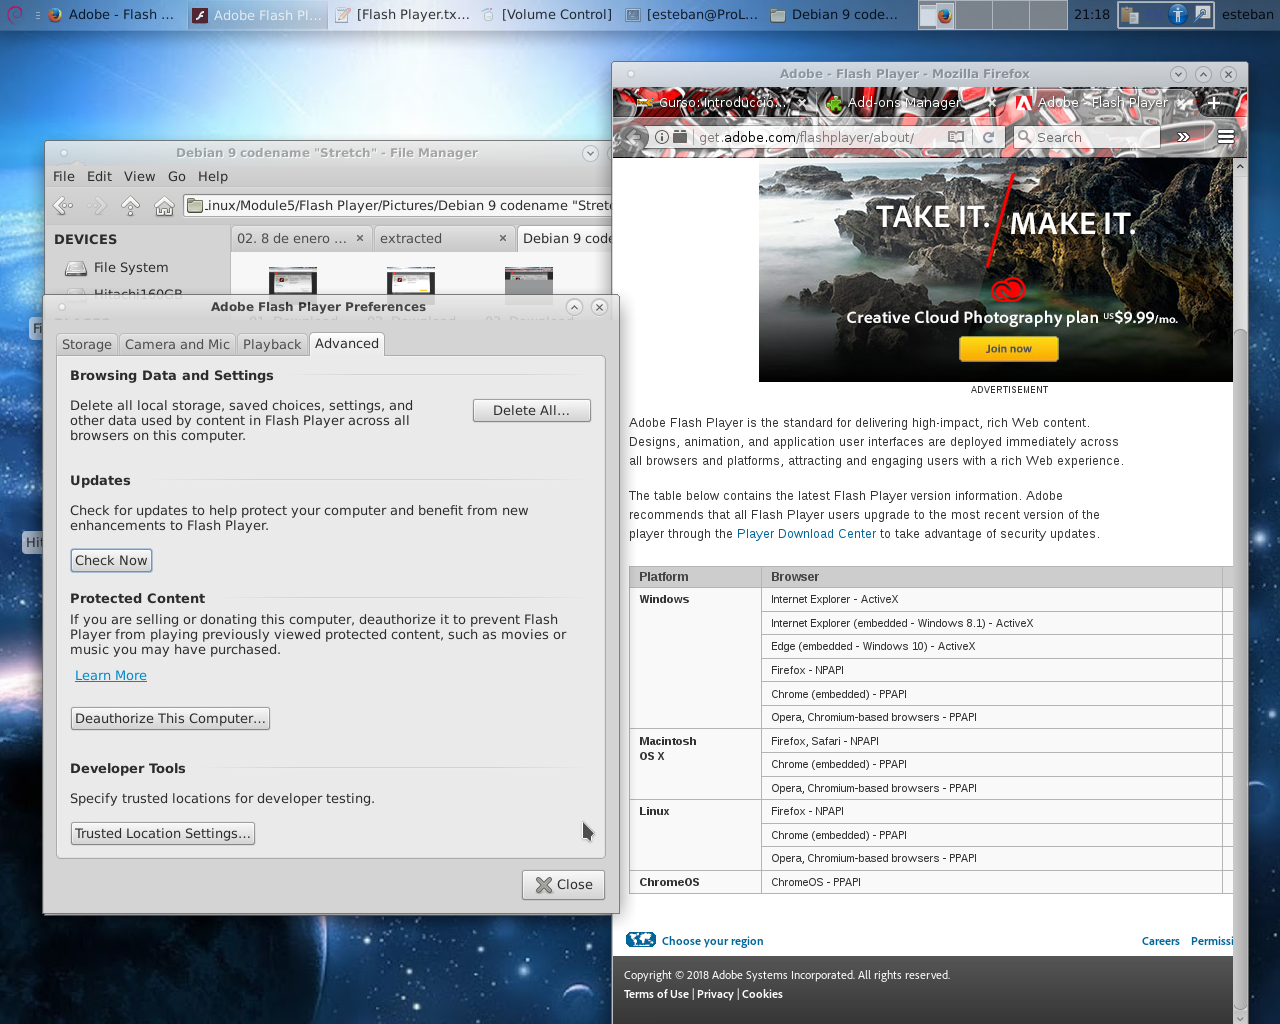 Adobe - Flash ...
Adobe Flash Pl...
[Flash Player.tx...
[Volume Control]
[esteban@ProL...
Debian 9 code...
21:18
esteban
Debian 9 codename "Stretch" - File Manager
File Edit View Go Help
.inux/Module5/Flash Player/Pictures/Debian 9 codename "Stretc
DEVICES
File System
Hitachi160GB
02. 8 de enero ...
extracted
Debian 9 code
Adobe Flash Player Preferences
Storage
Camera and Mic
Playback
Advanced
Browsing Data and Settings
Delete all local storage, saved choices, settings, and
other data used by content in Flash Player across all
browsers on this computer.
Delete All...
Updates
Check for updates to help protect your computer and benefit from new
enhancements to Flash Player.
Check Now
Protected Content
If you are selling or donating this computer, deauthorize it to prevent Flash
Player from playing previously viewed protected content, such as movies or
music you may have purchased.
Learn More
Deauthorize This Computer...
Developer Tools
Specify trusted locations for developer testing.
Trusted Location Settings...
Close
Adobe - Flash Player - Mozilla Firefox
Gurso: Introducció...
Add-ons Manager
Adobe - Flash Player
get.adobe.com/flashplayer/about/
Search
TAKE IT. / MAKE IT.
Creative Cloud Photography plan US$9.99/mo.
Join now
ADVERTISEMENT
Adobe Flash Player is the standard for delivering high-impact, rich Web content.
Designs, animation, and application user interfaces are deployed immediately across
all browsers and platforms, attracting and engaging users with a rich Web experience.
The table below contains the latest Flash Player version information. Adobe
recommends that all Flash Player users upgrade to the most recent version of the
player through the Player Download Center to take advantage of security updates.
Platform Browser
Windows Internet Explorer - ActiveX
Internet Explorer (embedded - Windows 8.1) - ActiveX
Edge (embedded - Windows 10) - ActiveX
Firefox - NPAPI
Chrome (embedded) - PPAPI
Opera, Chromium-based browsers - PPAPI
Macintosh
OS X
Firefox, Safari - NPAPI
Chrome (embedded) - PPAPI
Opera, Chromium-based browsers - PPAPI
Linux Firefox - NPAPI
Chrome (embedded) - PPAPI
Opera, Chromium-based browsers - PPAPI
ChromeOS ChromeOS - PPAPI
Choose your region
Careers Permissi
Copyright © 2018 Adobe Systems Incorporated. All rights reserved.
Terms of Use | Privacy | Cookies